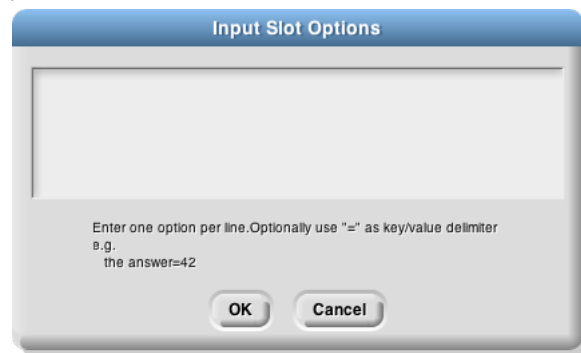 Input Slot Options
Enter one option per line.Optionally use "=" as key/value delimiter
e.g.
the answer=42
OK Cancel